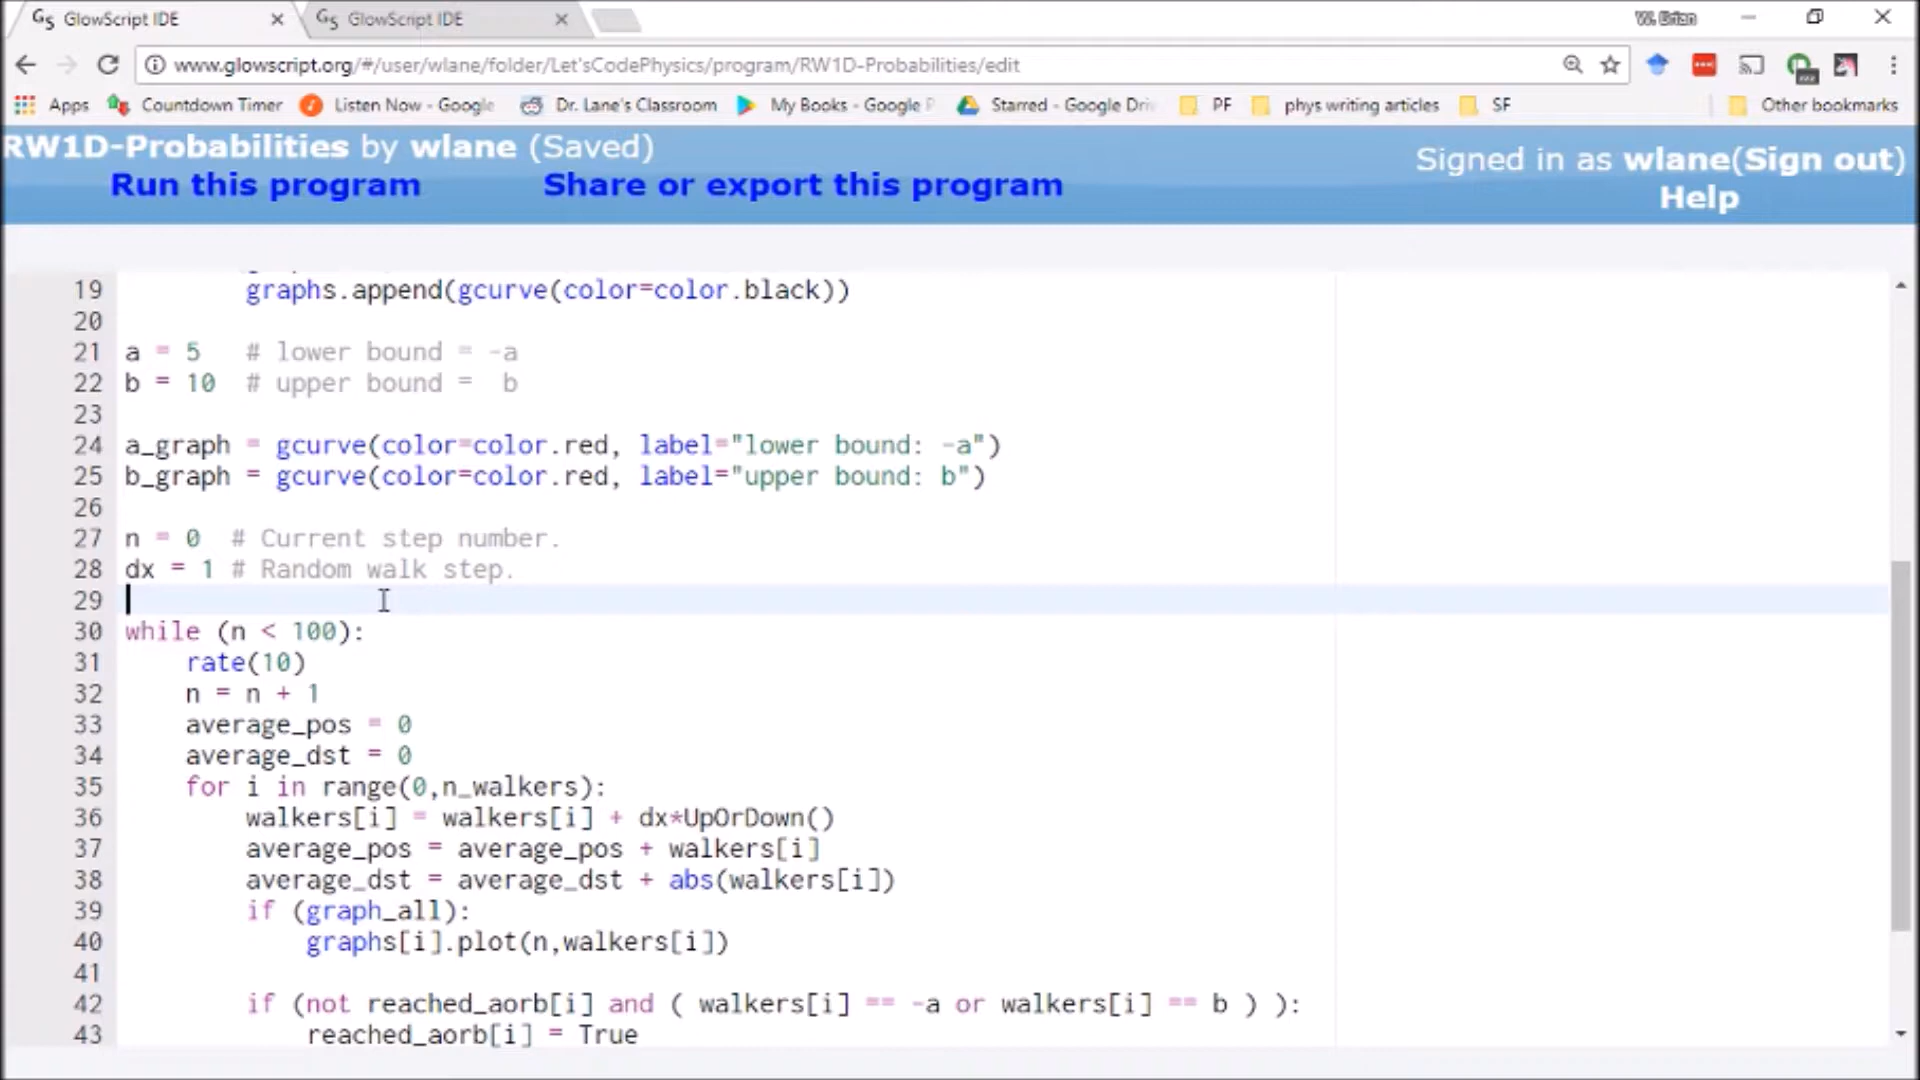 GlowScript IDE
GlowScript IDE
W. Brian
www.glowscript.org/#/user/wlane/folder/Let'sCodePhysics/program/RW1D-Probabilities/edit
Apps Countdown Timer Listen Now - Google Dr. Lane's Classroom My Books - Google P Starred - Google Driv PF phys writing articles SF Other bookmarks
RW1D-Probabilities by wlane (Saved)
Signed in as wlane(Sign out)
Run this program Share or export this program
Help
19 graphs.append(gcurve(color=color.black))
20
21 a = 5 # lower bound = -a
22 b = 10 # upper bound = b
23
24 a_graph = gcurve(color=color.red, label="lower bound: -a")
25 b_graph = gcurve(color=color.red, label="upper bound: b")
26
27 n = 0 # Current step number.
28 dx = 1 # Random walk step.
29
30 while (n < 100):
31 rate(10)
32 n = n + 1
33 average_pos = 0
34 average_dst = 0
35 for i in range(0,n_walkers):
36 walkers[i] = walkers[i] + dx*UpOrDown()
37 average_pos = average_pos + walkers[i]
38 average_dst = average_dst + abs(walkers[i])
39 if (graph_all):
40 graphs[i].plot(n,walkers[i])
41
42 if (not reached_aorb[i] and ( walkers[i] == -a or walkers[i] == b ) ):
43 reached_aorb[i] = True